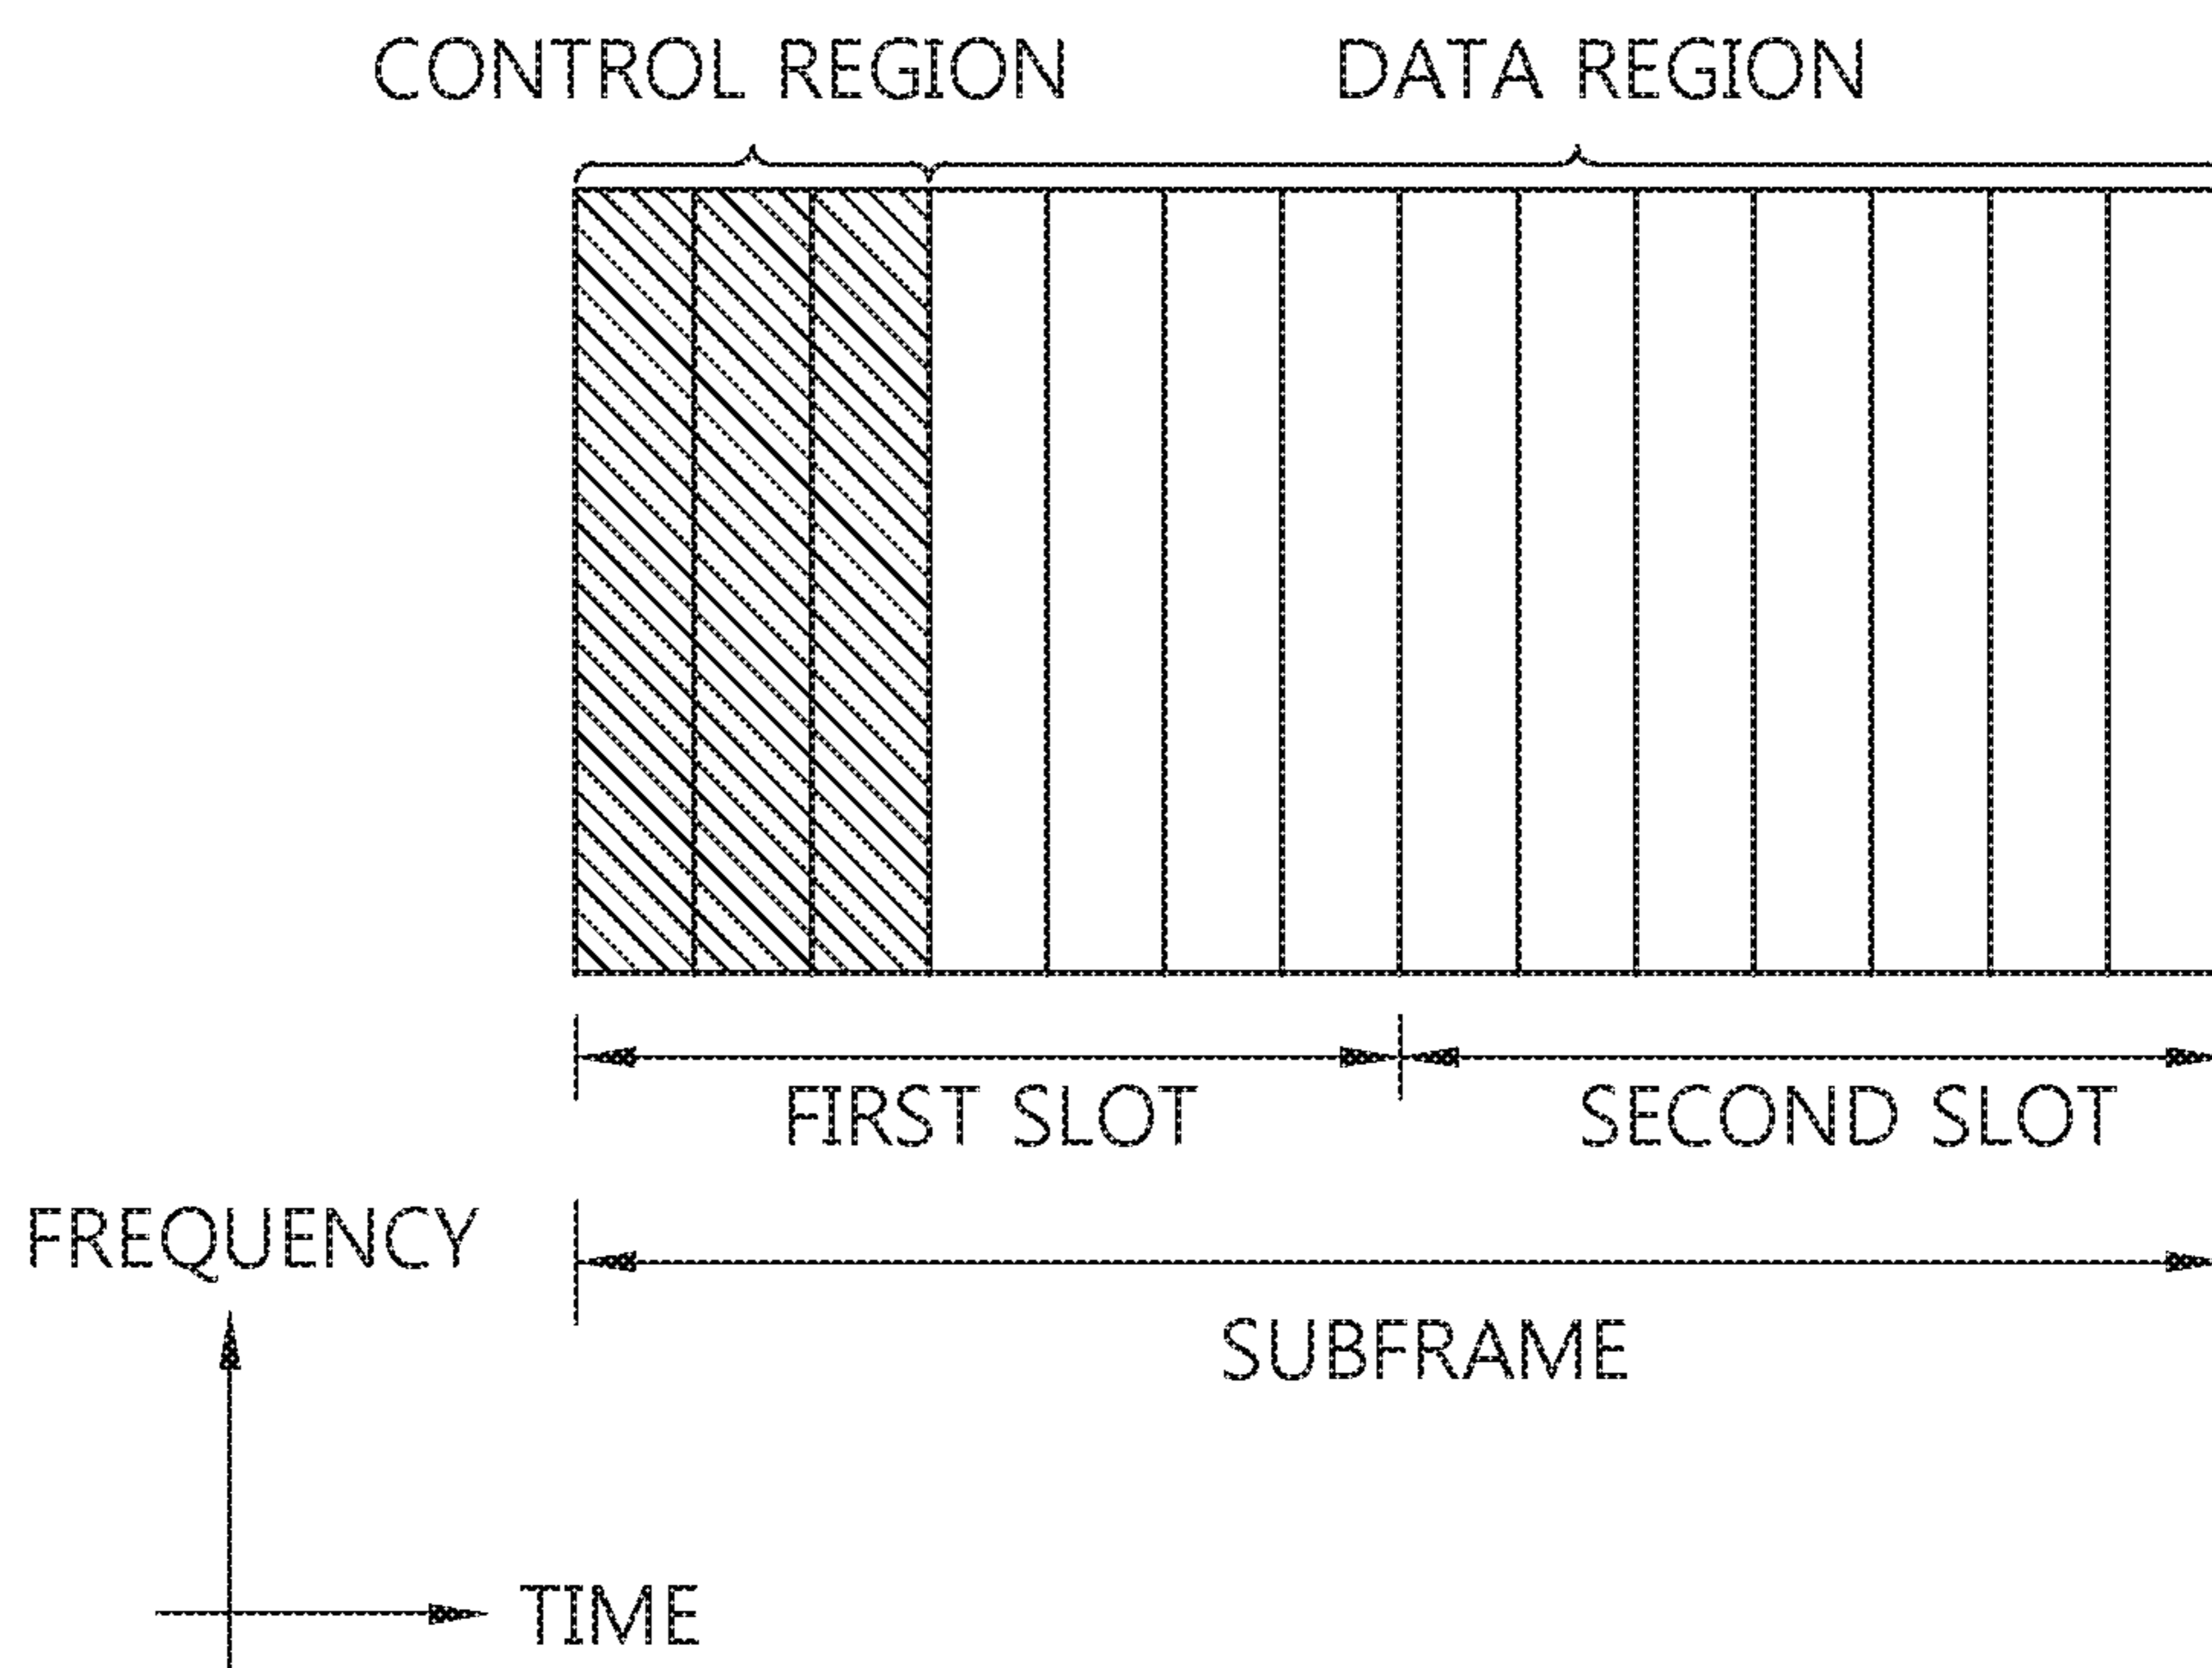 CONTROL REGION
DATA REGION
FIRST SLOT
SECOND SLOT
FREQUENCY
SUBFRAME
TIME